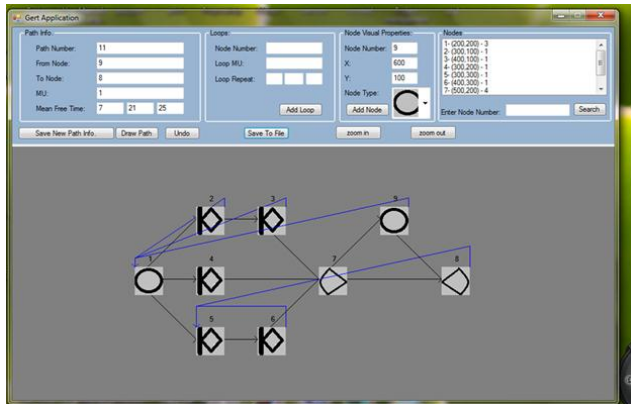 Gert Application
Path Info.
Path Number: 11
From Node: 9
To Node: 8
MU: 1
Mean Free Time: 7 21 25
Loops:
Node Number:
Loop MU:
Loop Repeat:
Add Loop
Node Visual Properties:
Node Number: 9
X: 600
Y: 100
Node Type:
Add Node
Nodes
1- (200,200) - 3
2- (300,100) - 1
3- (400,100) - 1
4- (300,200) - 1
5- (300,300) - 1
6- (400,300) - 1
7- (500,200) - 4
Enter Node Number:
Search
Save New Path Info.
Draw Path
Undo
Save To File
zoom in
zoom out
2 3 9
1 4 7 8
5 6